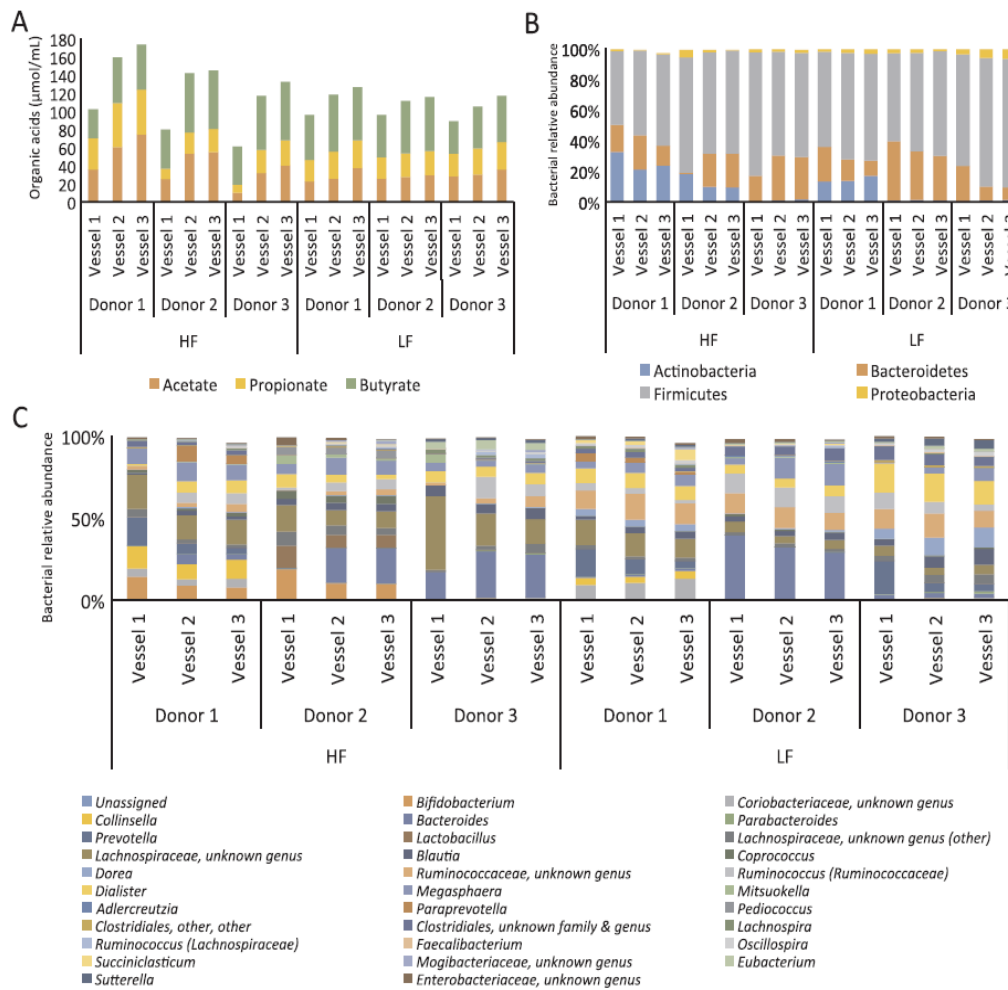 A
Organic acids (μmol/mL)
180
160
140
120
100
80
60
40
20
0
Vessel 1 Vessel 2 Vessel 3 Vessel 1 Vessel 2 Vessel 3 Vessel 1 Vessel 2 Vessel 3 Vessel 1 Vessel 2 Vessel 3 Vessel 1 Vessel 2 Vessel 3 Vessel 1 Vessel 2 Vessel 3
Donor 1 Donor 2 Donor 3 Donor 1 Donor 2 Donor 3
HF LF
Acetate Propionate Butyrate
B
Bacterial relative abundance
100%
80%
60%
40%
20%
0%
Vessel 1 Vessel 2 Vessel 3 Vessel 1 Vessel 2 Vessel 3 Vessel 1 Vessel 2 Vessel 3 Vessel 1 Vessel 2 Vessel 3 Vessel 1 Vessel 2 Vessel 3 Vessel 1 Vessel 2
Donor 1 Donor 2 Donor 3 Donor 1 Donor 2 Donor
HF LF
Actinobacteria Bacteroidetes
Firmicutes Proteobacteria
C
Bacterial relative abundance
100%
50%
0%
Vessel 1 Vessel 2 Vessel 3 Vessel 1 Vessel 2 Vessel 3 Vessel 1 Vessel 2 Vessel 3 Vessel 1 Vessel 2 Vessel 3 Vessel 1 Vessel 2 Vessel 3 Vessel 1 Vessel 2 Vessel 3
Donor 1 Donor 2 Donor 3 Donor 1 Donor 2 Donor 3
HF LF
Unassigned Bifidobacterium Coriobacteriaceae, unknown genus
Collinsella Bacteroides Parabacteroides
Prevotella Lactobacillus Lachnospiraceae, unknown genus (other)
Lachnospiraceae, unknown genus Blautia Coprococcus
Dorea Ruminococcaceae, unknown genus Ruminococcus (Ruminococcaceae)
Dialister Megasphaera Mitsuokella
Adlercreutzia Paraprevotella Pediococcus
Clostridiales, other, other Clostridiales, unknown family & genus Lachnospira
Ruminococcus (Lachnospiraceae) Faecalibacterium Oscillospira
Succiniclasticum Mogibacteriaceae, unknown genus Eubacterium
Sutterella Enterobacteriaceae, unknown genus